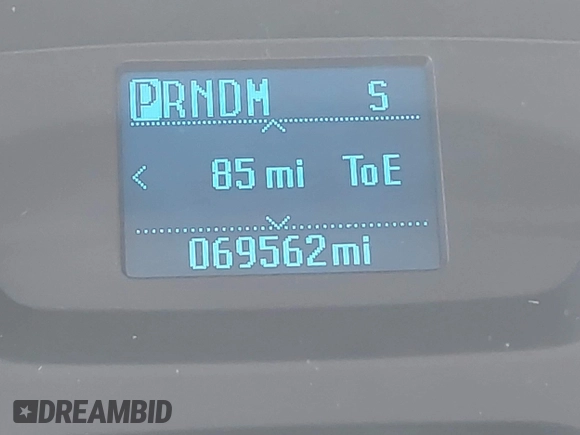 PRNDM S
< 85 mi ToE
069562mi
DREAMBID